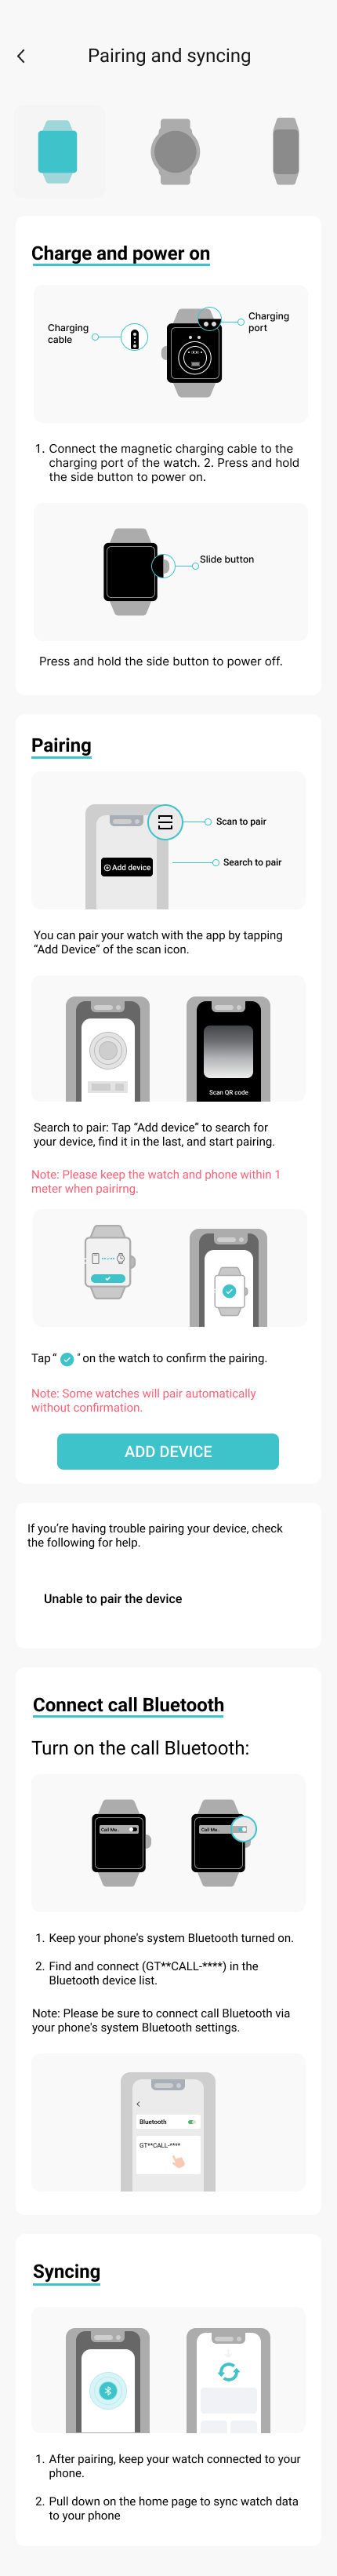 Pairing and syncing
Charge and power on
Charging
cable
Charging
port
1. Connect the magnetic charging cable to the
charging port of the watch. 2. Press and hold
the side button to power on.
Slide button
Press and hold the side button to power off.
Pairing
Scan to pair
Add device
Search to pair
You can pair your watch with the app by tapping
“Add Device” of the scan icon.
Scan QR code
Search to pair: Tap “Add device” to search for
your device, find it in the last, and start pairing.
Note: Please keep the watch and phone within 1
meter when pairirng.
Tap “ ” on the watch to confirm the pairing.
Note: Some watches will pair automatically
without confirmation.
ADD DEVICE
If you’re having trouble pairing your device, check
the following for help.
Unable to pair the device
Connect call Bluetooth
Turn on the call Bluetooth:
Call Me..
Call Me..
1. Keep your phone's system Bluetooth turned on.
2. Find and connect (GT**CALL-****) in the
Bluetooth device list.
Note: Please be sure to connect call Bluetooth via
your phone's system Bluetooth settings.
Bluetooth
GT**CALL-****
Syncing
1. After pairing, keep your watch connected to your
phone.
2. Pull down on the home page to sync watch data
to your phone